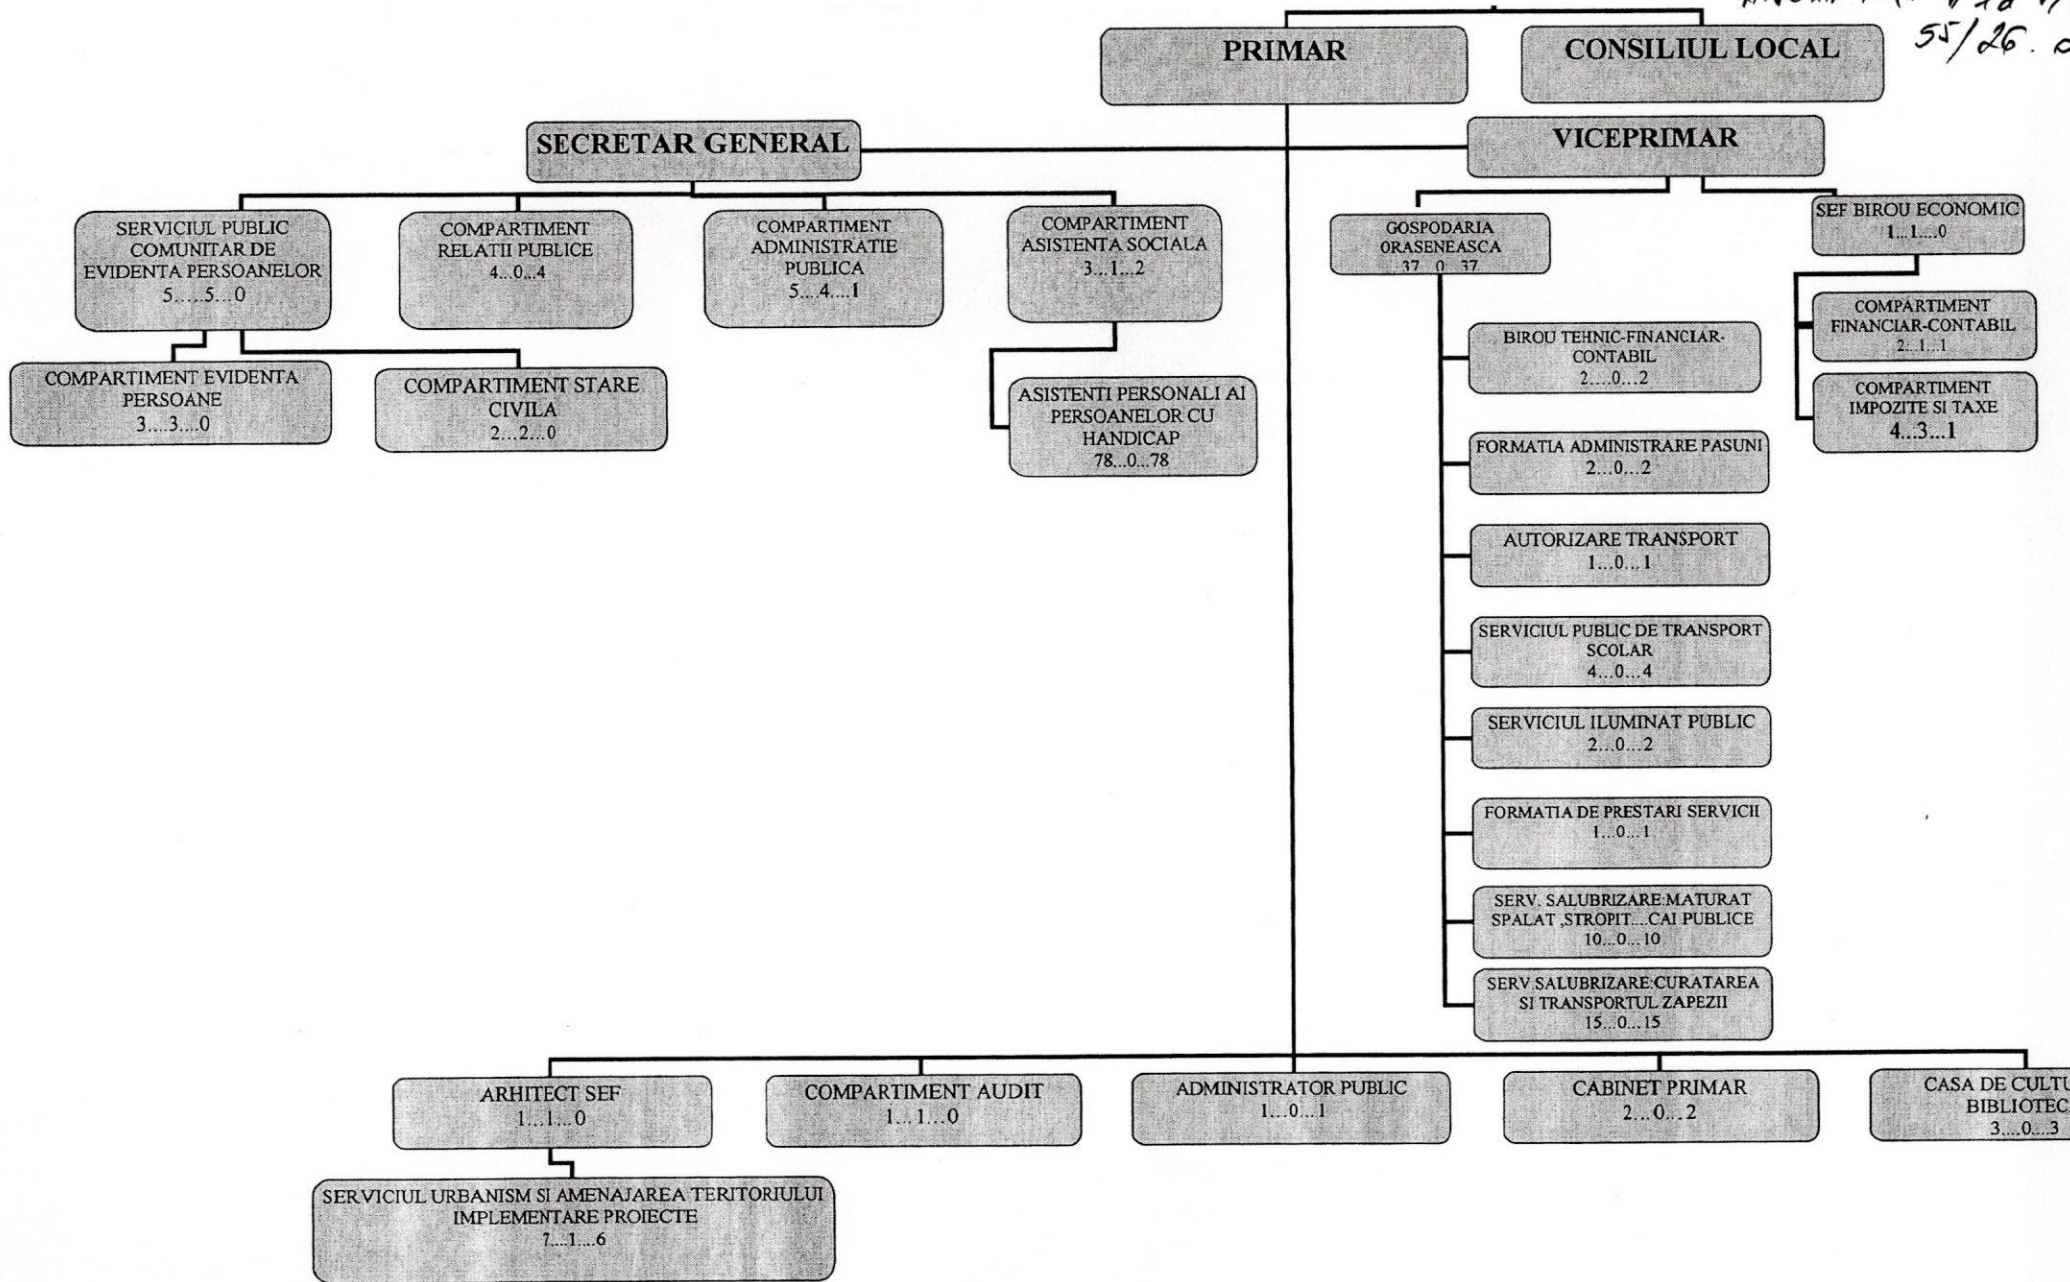 55/26.
PRIMAR
CONSILIUL LOCAL
SECRETAR GENERAL
VICEPRIMAR
SERVICIUL PUBLIC
COMUNITAR DE
EVIDENTA PERSOANELOR
5....5...0
COMPARTIMENT
RELATII PUBLICE
4...0...4
COMPARTIMENT
ADMINISTRATIE
PUBLICA
5...4....1
COMPARTIMENT
ASISTENTA SOCIALA
3...1...2
GOSPODARIA
ORASENEASCA
37...0...37
SEF BIROU ECONOMIC
1...1....0
COMPARTIMENT EVIDENTA
PERSOANE
3...3....0
COMPARTIMENT STARE
CIVILA
2...2...0
ASISTENTI PERSONALI AI
PERSOANELOR CU
HANDICAP
78...0...78
COMPARTIMENT
FINANCIAR-CONTABIL
2...1...1
COMPARTIMENT
IMPOZITE SI TAXE
4...3...1
BIROU TEHNIC-FINANCIAR-
CONTABIL
2....0...2
FORMATIA ADMINISTRARE PASUNI
2...0...2
AUTORIZARE TRANSPORT
1...0...1
SERVICIUL PUBLIC DE TRANSPORT
SCOLAR
4...0...4
SERVICIUL ILUMINAT PUBLIC
2...0...2
FORMATIA DE PRESTARI SERVICII
1...0...1
SERV. SALUBRIZARE:MATURAT
SPALAT ,STROPIT....CAI PUBLICE
10...0...10
SERV.SALUBRIZARE:CURATAREA
SI TRANSPORTUL ZAPEZII
15...0...15
ARHITECT SEF
1...1...0
COMPARTIMENT AUDIT
1...1...0
ADMINISTRATOR PUBLIC
1...0...1
CABINET PRIMAR
2...0...2
CASA DE CULTU
BIBLIOTEC
3....0...3
SERVICIUL URBANISM SI AMENAJAREA TERITORIULUI
IMPLEMENTARE PROIECTE
7....1...6